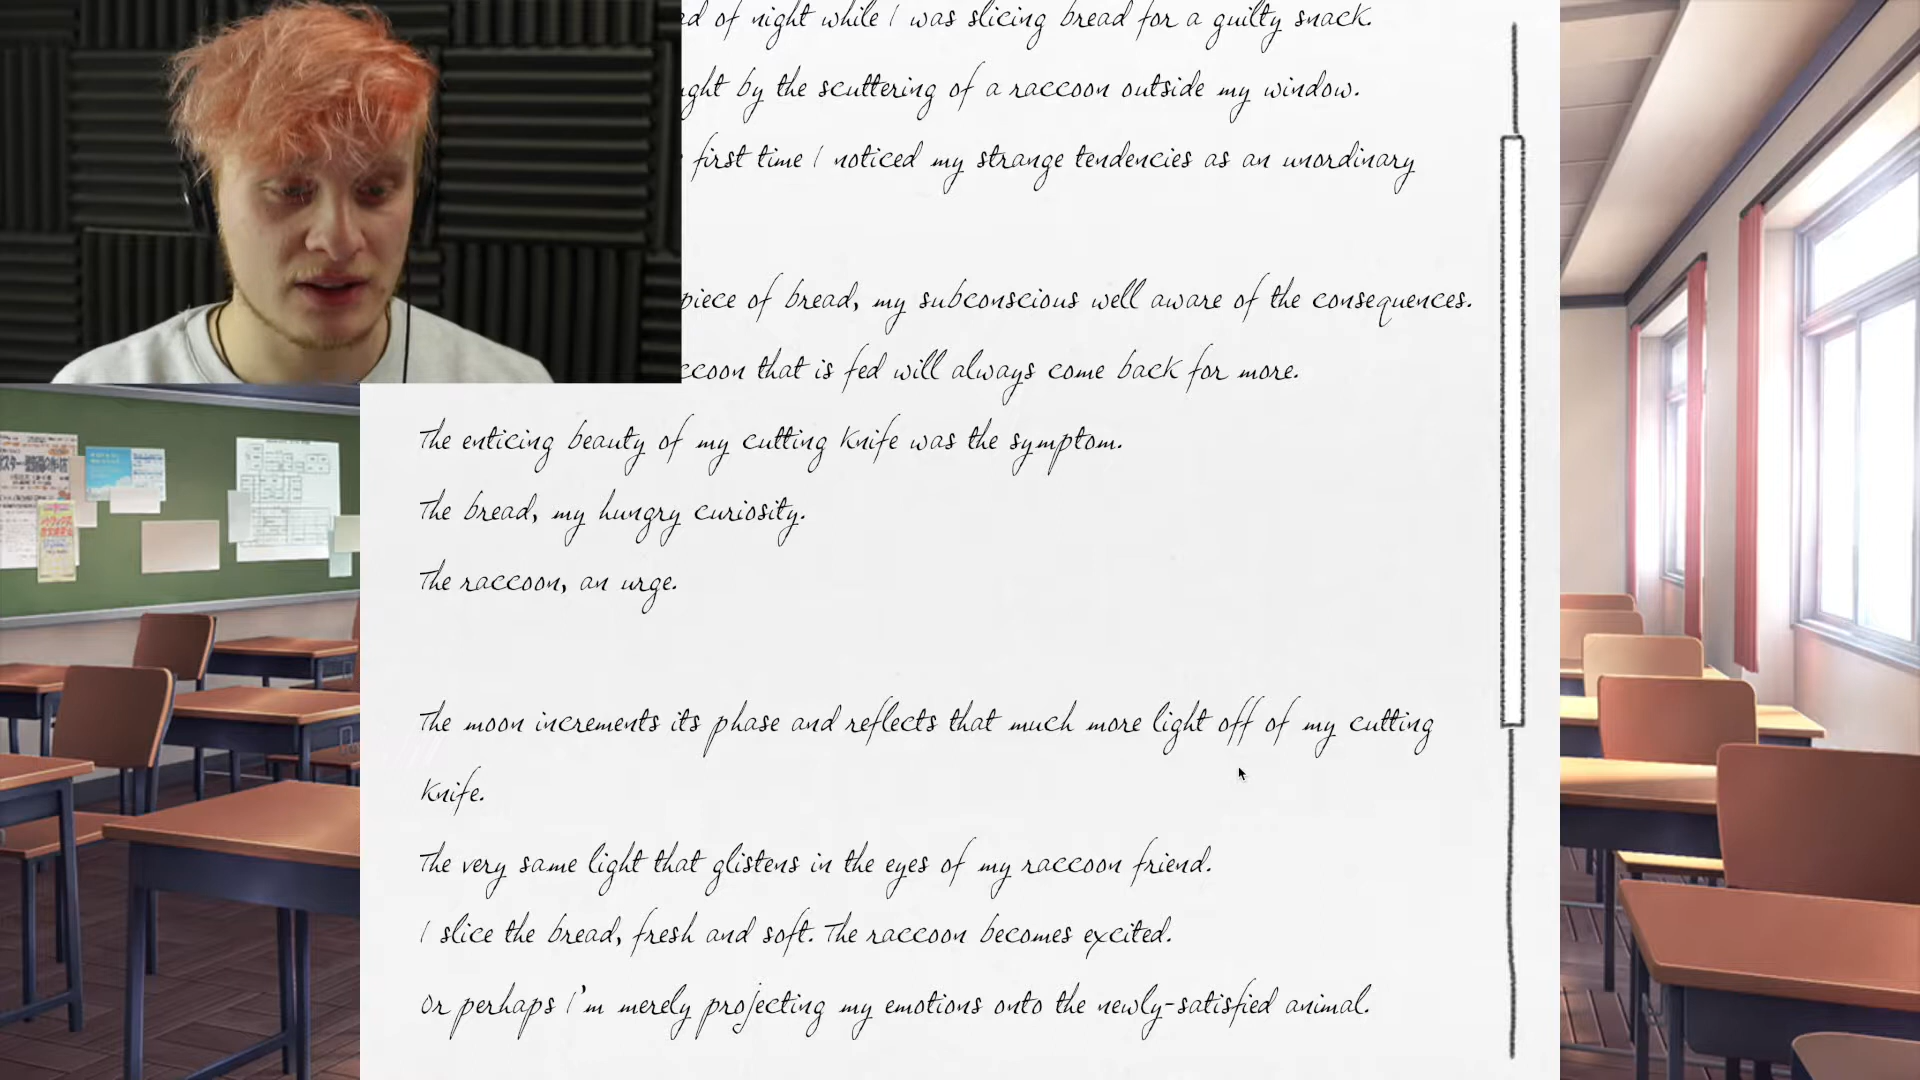 of night while I was slicing bread for a guilty snack.
by the scuttering of a raccoon outside my window.
first time I noticed my strange tendencies as an unordinary
piece of bread, my subconscious well aware of the consequences.
that is fed will always come back for more.
The enticing beauty of my cutting knife was the symptom.
The bread, my hungry curiosity.
The raccoon, an urge.
The moon increments its phase and reflects that much more light off of my cutting
knife.
The very same light that glistens in the eyes of my raccoon friend.
I slice the bread, fresh and soft. The raccoon becomes excited.
Or perhaps I'm merely projecting my emotions onto the newly-satisfied animal.